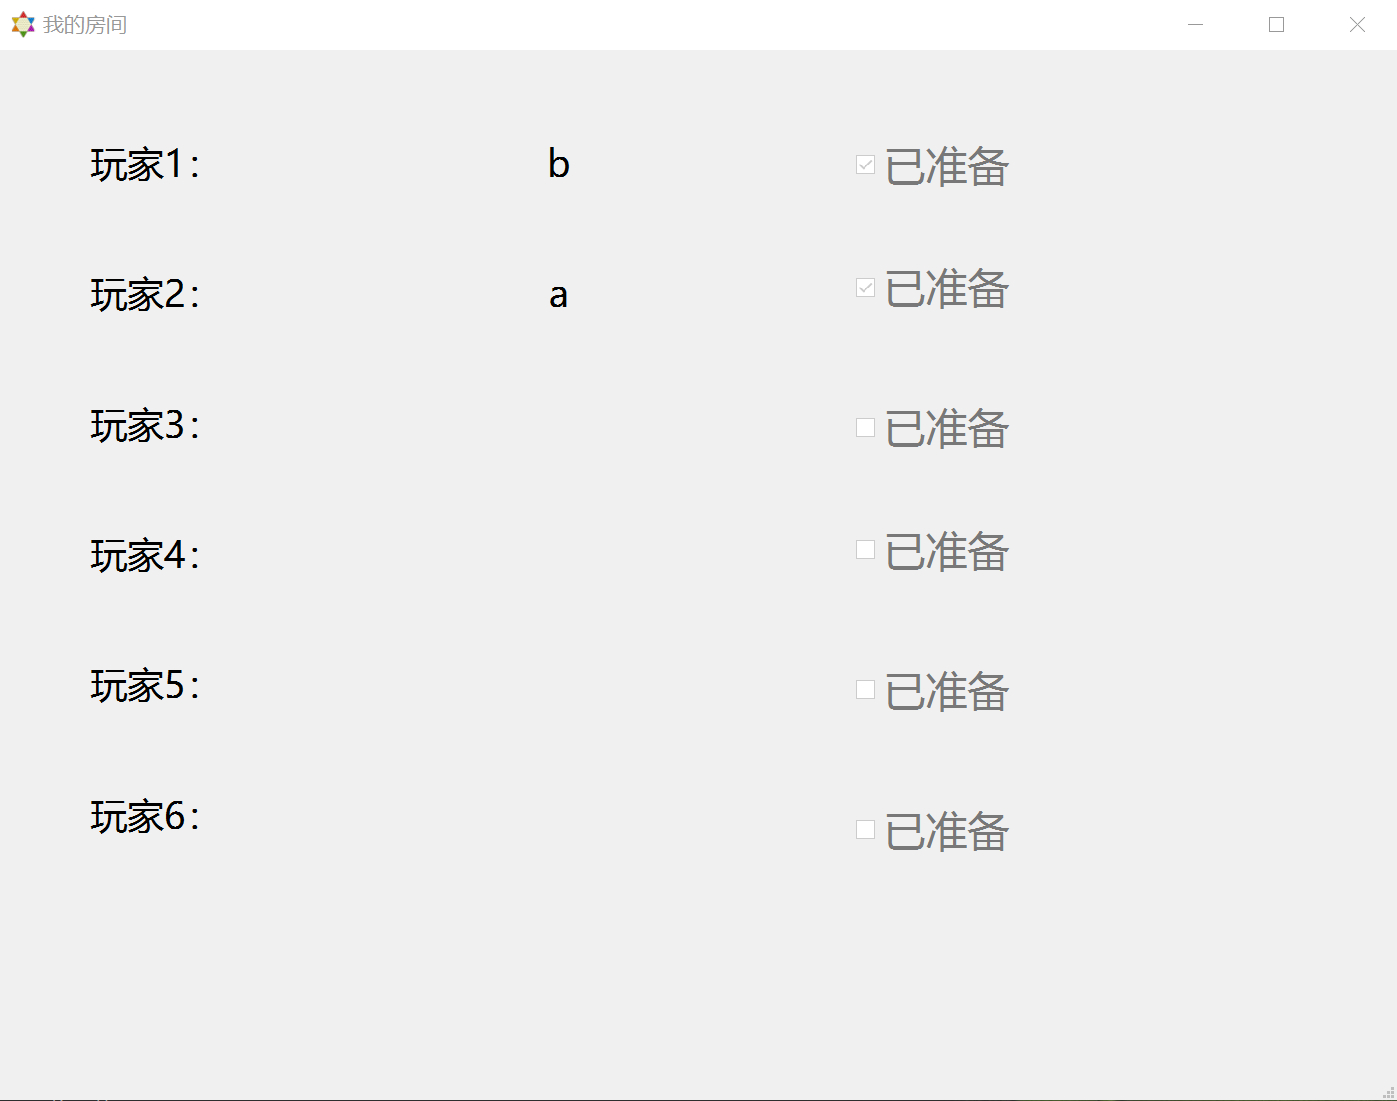 我的房间
玩家1： b 已准备
玩家2： a 已准备
玩家3： 已准备
玩家4： 已准备
玩家5： 已准备
玩家6： 已准备